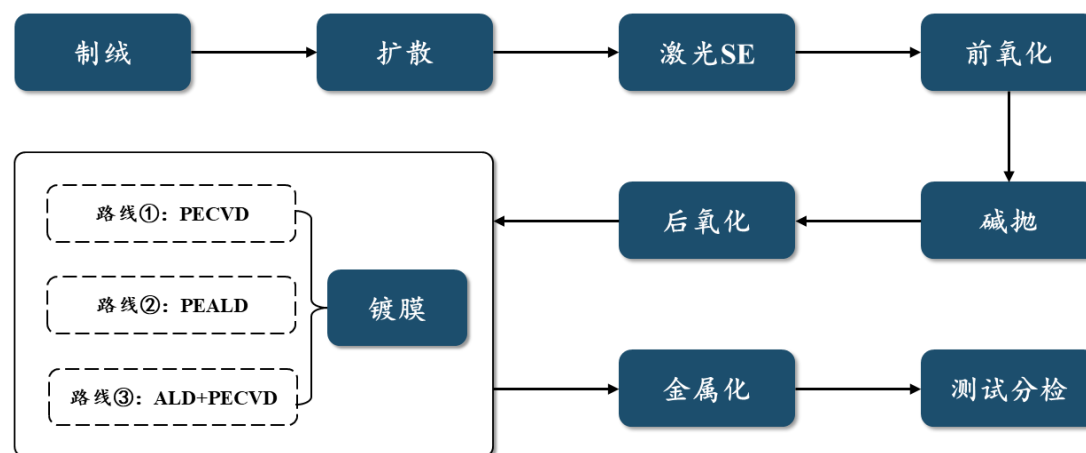 制绒
扩散
激光SE
前氧化
碱抛
后氧化
路线①：PECVD
路线②：PEALD
路线③：ALD+PECVD
镀膜
金属化
测试分检